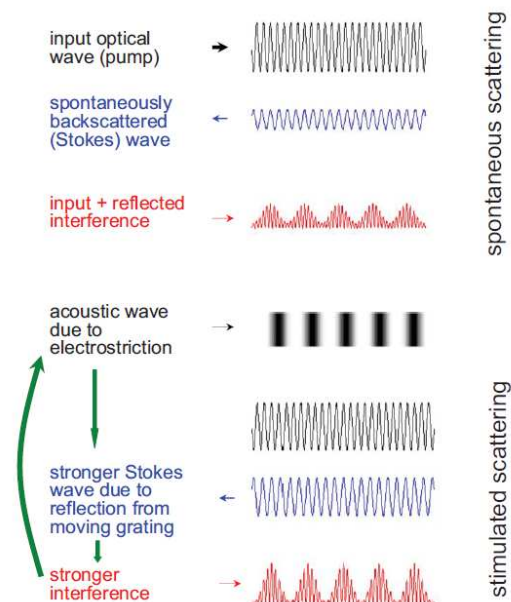 input optical
wave (pump)
spontaneously
backscattered
(Stokes) wave
input + reflected
interference
spontaneous scattering
acoustic wave
due to
electrostriction
stronger Stokes
wave due to
reflection from
moving grating
stronger
interference
stimulated scattering